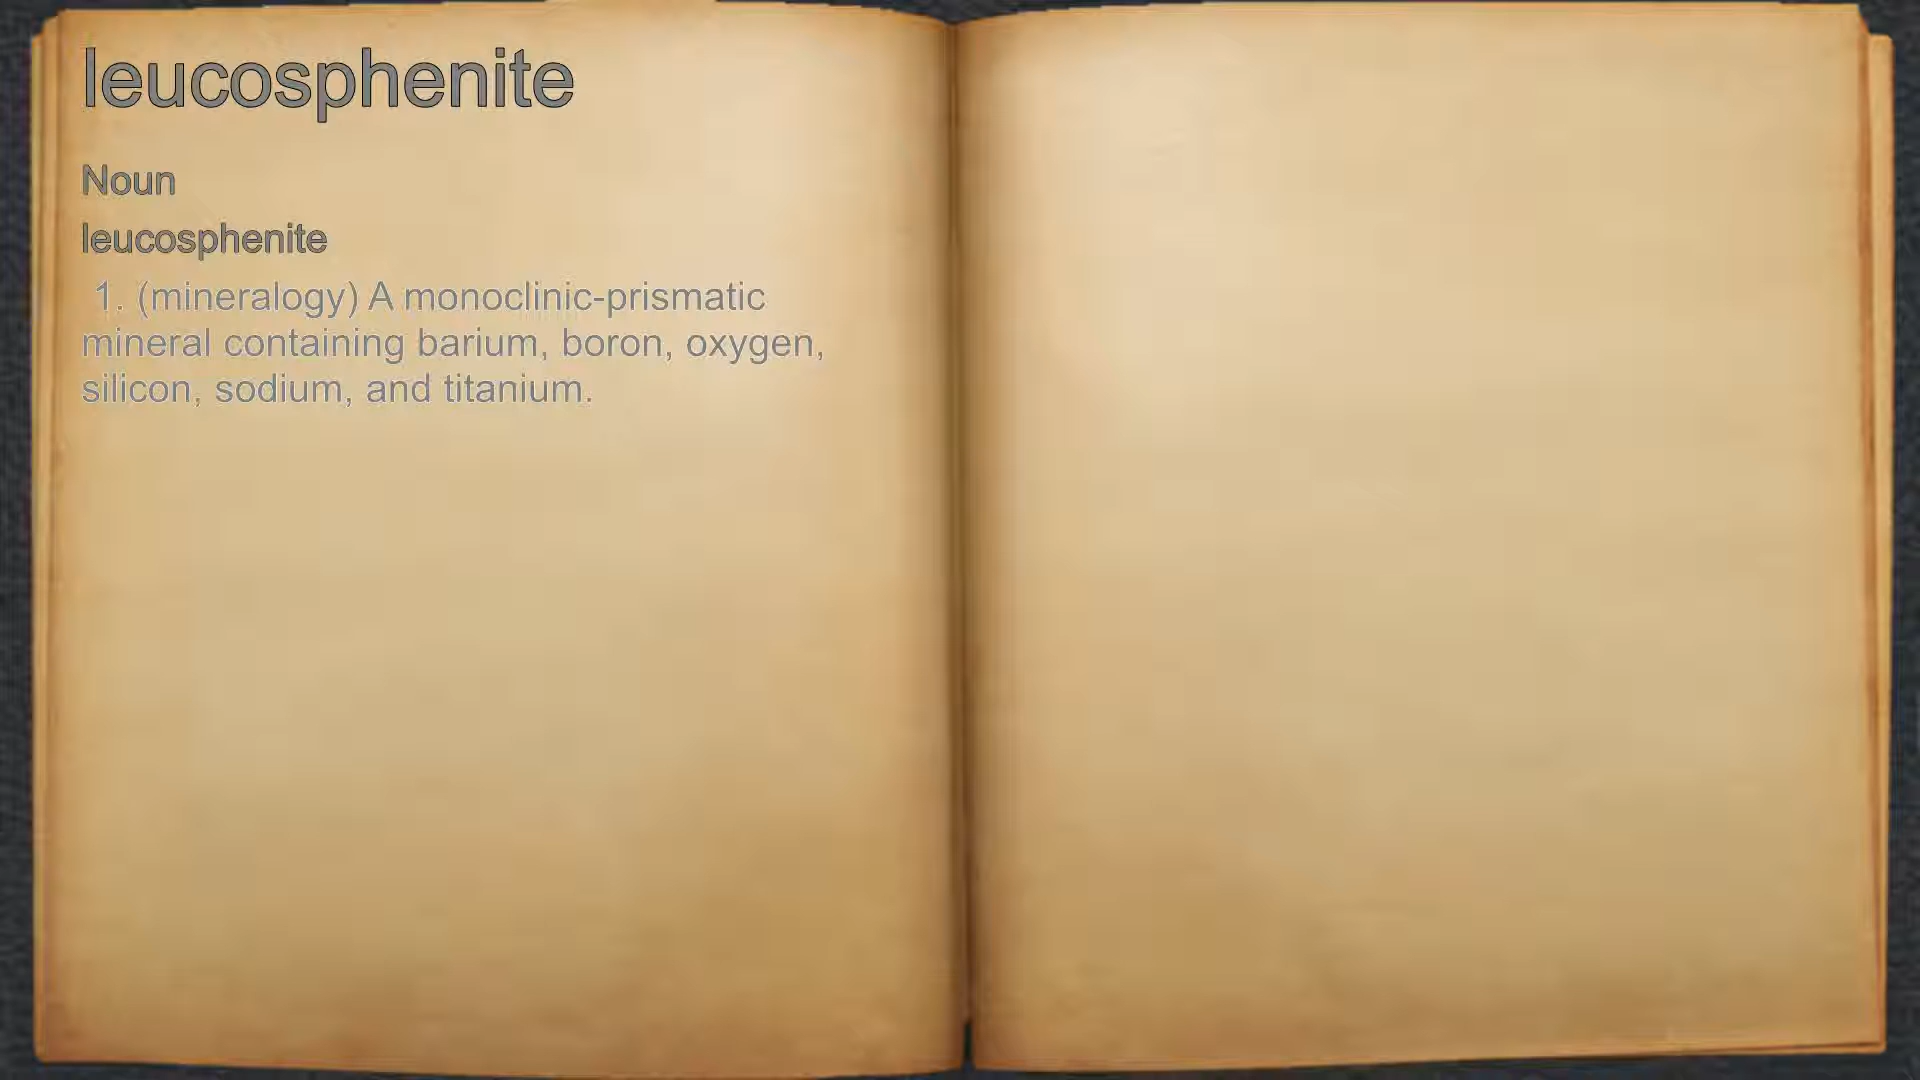 leucosphenite
Noun
leucosphenite
1. (mineralogy) A monoclinic-prismatic
mineral containing barium, boron, oxygen,
silicon, sodium, and titanium.